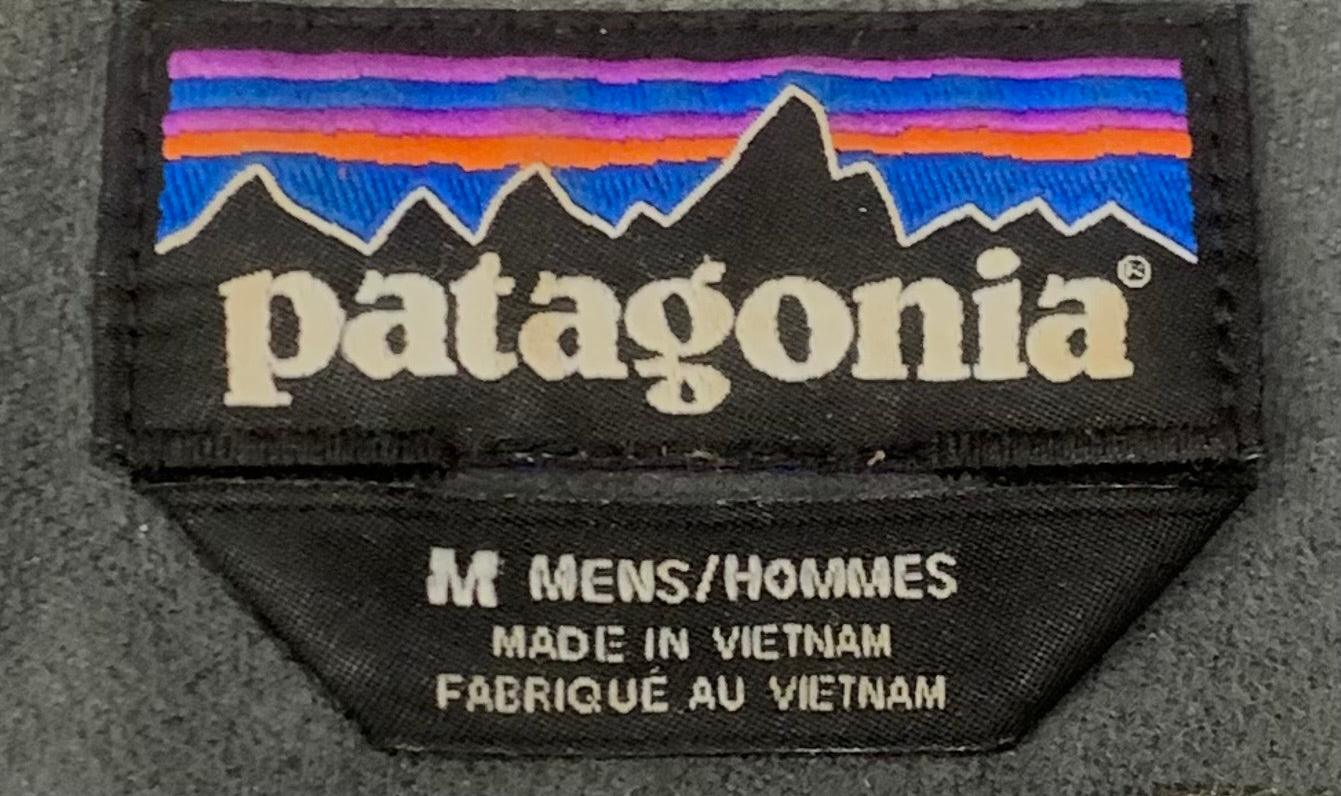 patagonia®
M MENS/HOMMES
MADE IN VIETNAM
FABRIQUÉ AU VIETNAM